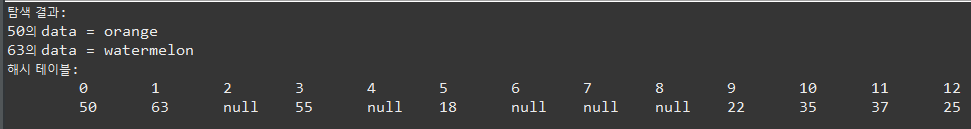 탐색 결과:
50의 data = orange
63의 data = watermelon
해시 테이블:
0 1 2 3 4 5 6 7 8 9 10 11 12
50 63 null 55 null 18 null null null 22 35 37 25